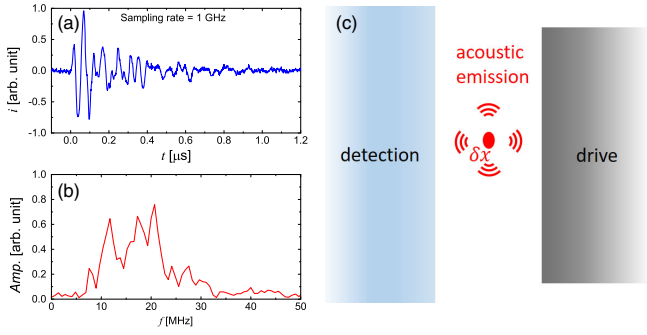 (a)
Sampling rate = 1 GHz
i [arb. unit]
1.0
0.5
0.0
-0.5
-1.0
0.0 0.2 0.4 0.6 0.8 1.0 1.2
t [μs]
(b)
Amp. [arb. unit]
1.0
0.8
0.6
0.4
0.2
0.0
0 10 20 30 40 50
f [MHz]
(c)
acoustic
emission
detection
δx
drive